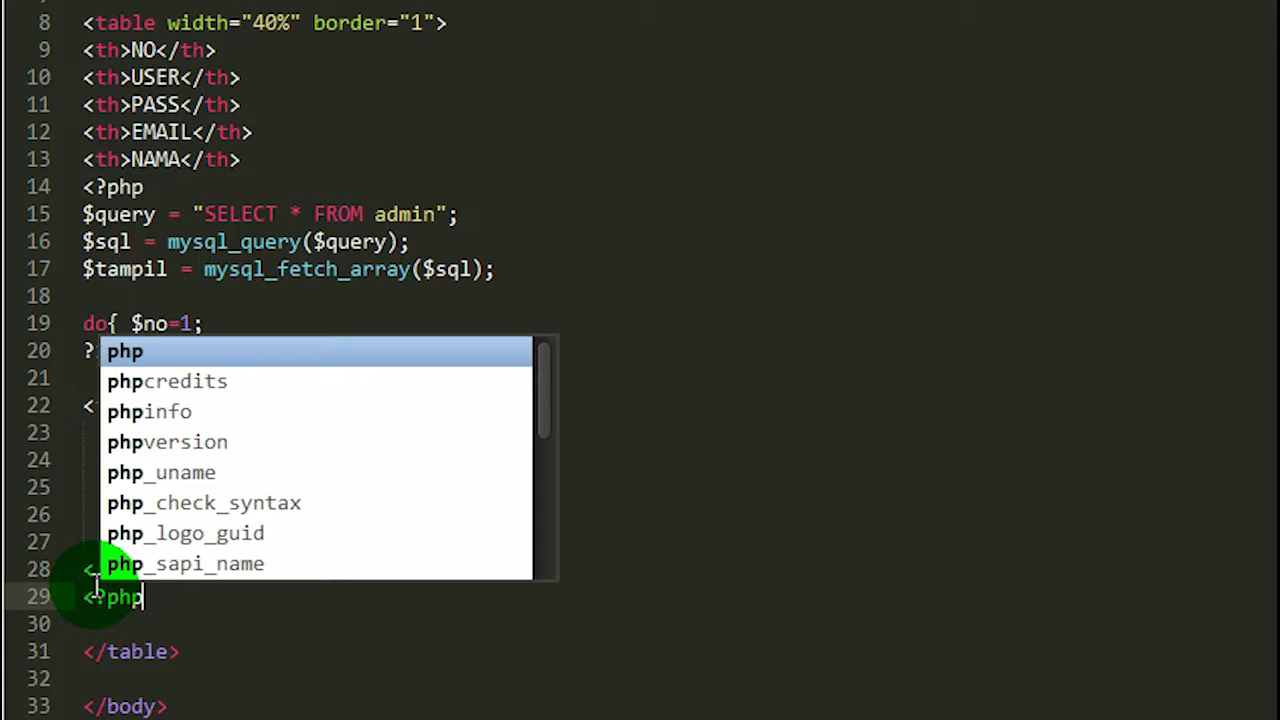 8 <table width="40%" border="1">
9 <th>NO</th>
10 <th>USER</th>
11 <th>PASS</th>
12 <th>EMAIL</th>
13 <th>NAMA</th>
14 <?php
15 $query = "SELECT * FROM admin";
16 $sql = mysql_query($query);
17 $tampil = mysql_fetch_array($sql);
18
19 do{ $no=1;
20 ?
php
21
phpcredits
22 <
phpinfo
23
phpversion
24
php_uname
25
26
php_check_syntax
27
php_logo_guid
28 <
php_sapi_name
29 <?php
30
31 </table>
32
33 </body>